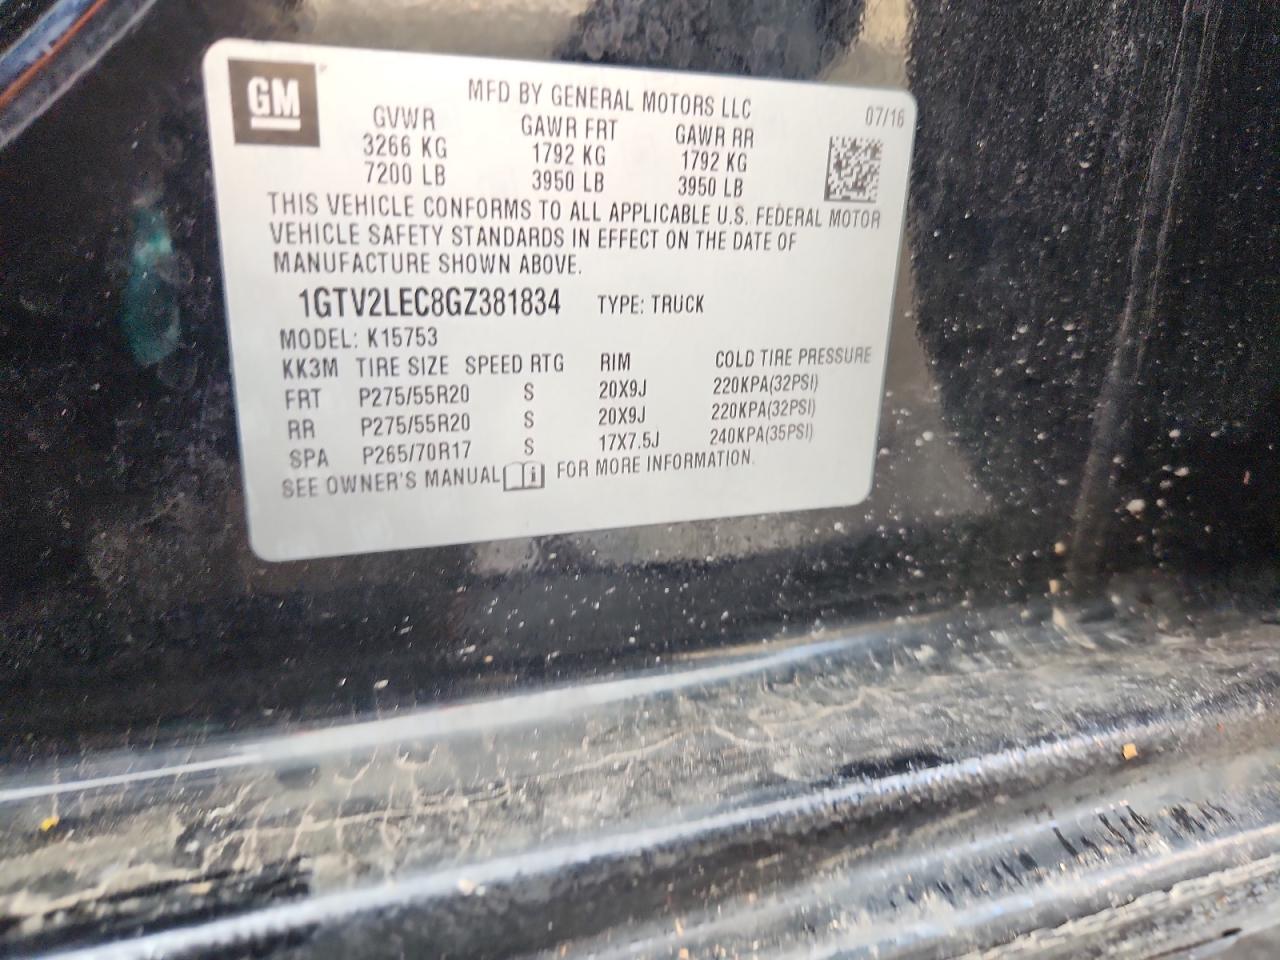 GM
MFD BY GENERAL MOTORS LLC
07/16
GVWR GAWR FRT GAWR RR
3266 KG 1792 KG 1792 KG
7200 LB 3950 LB 3950 LB
THIS VEHICLE CONFORMS TO ALL APPLICABLE U.S. FEDERAL MOTOR
VEHICLE SAFETY STANDARDS IN EFFECT ON THE DATE OF
MANUFACTURE SHOWN ABOVE.
1GTV2LEC8GZ381834 TYPE: TRUCK
MODEL: K15753
KK3M TIRE SIZE SPEED RTG RIM COLD TIRE PRESSURE
FRT P275/55R20 S 20X9J 220KPA(32PSI)
RR P275/55R20 S 20X9J 220KPA(32PSI)
SPA P265/70R17 S 17X7.5J 240KPA(35PSI)
SEE OWNER'S MANUAL FOR MORE INFORMATION.